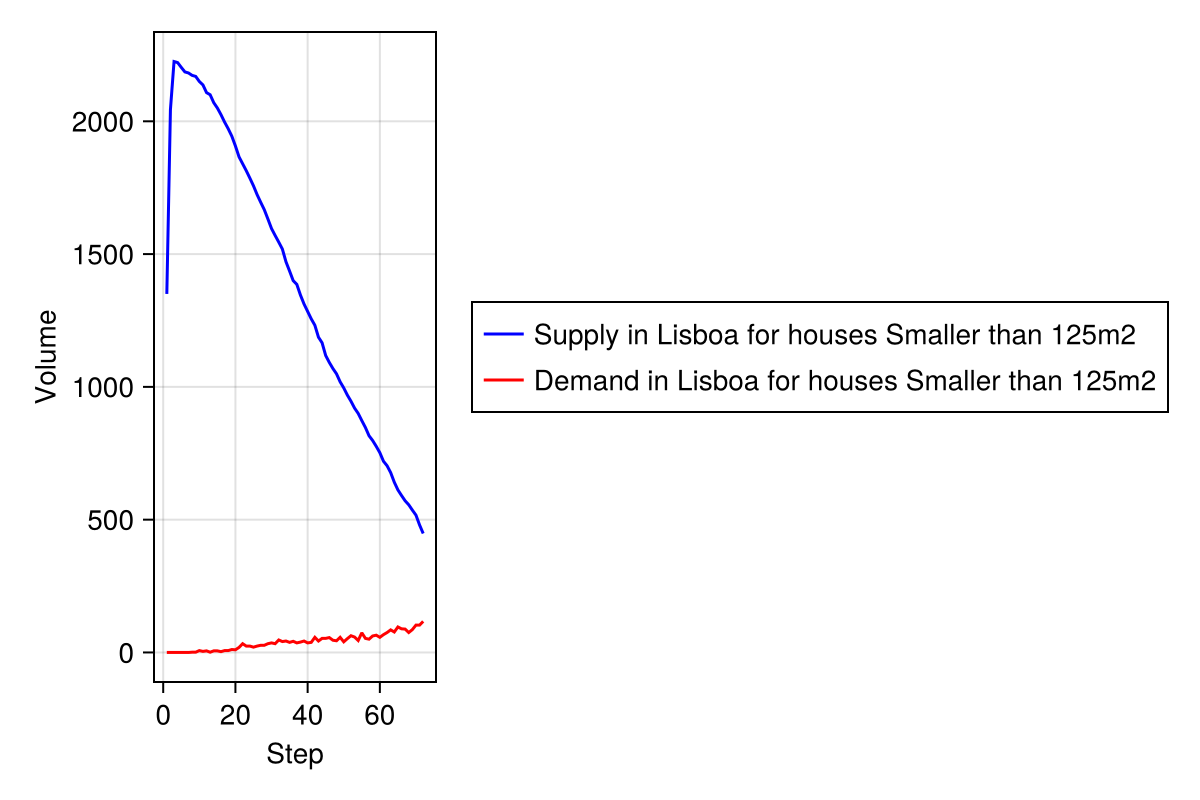 2000
1500
1000
500
0
Volume
0 20 40 60
Step
Supply in Lisboa for houses Smaller than 125m2
Demand in Lisboa for houses Smaller than 125m2